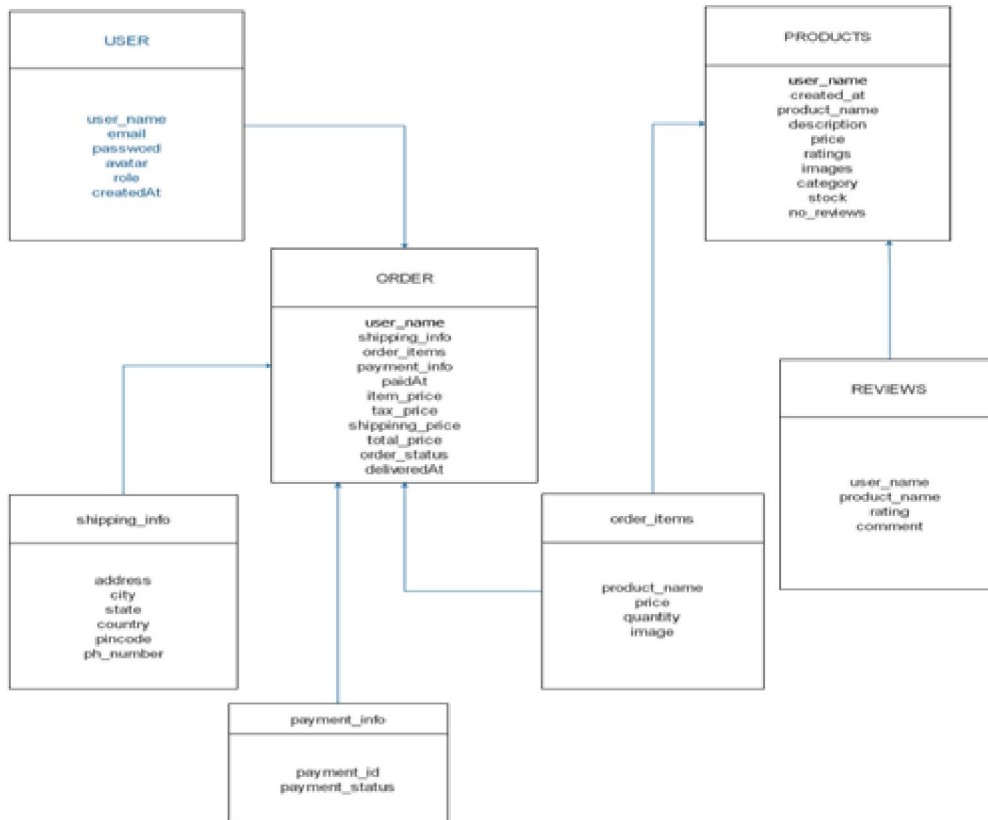 USER
user_name
email
password
avatar
role
createdAt
PRODUCTS
user_name
created_at
product_name
description
price
ratings
images
category
stock
no_reviews
ORDER
user_name
shipping_info
order_items
payment_info
paidAt
item_price
tax_price
shippinng_price
total_price
order_status
deliveredAt
REVIEWS
user_name
product_name
rating
comment
shipping_info
address
city
state
country
pincode
ph_number
order_items
product_name
price
quantity
image
payment_info
payment_id
payment_status